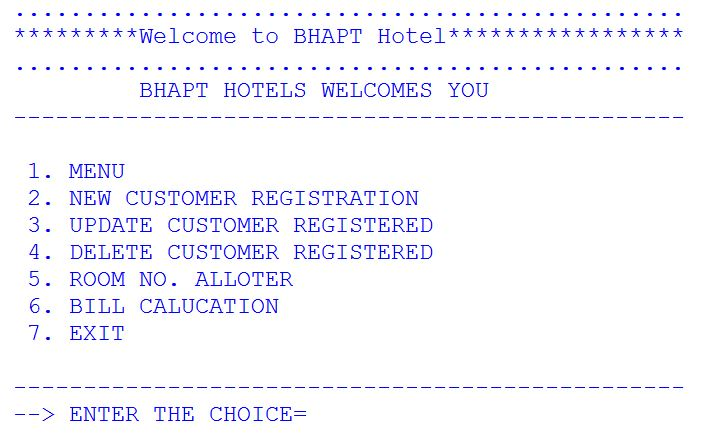 ................................................
*********Welcome to BHAPT Hotel*****************
................................................
BHAPT HOTELS WELCOMES YOU
------------------------------------------------
1. MENU
2. NEW CUSTOMER REGISTRATION
3. UPDATE CUSTOMER REGISTERED
4. DELETE CUSTOMER REGISTERED
5. ROOM NO. ALLOTER
6. BILL CALUCATION
7. EXIT
------------------------------------------------
--> ENTER THE CHOICE=